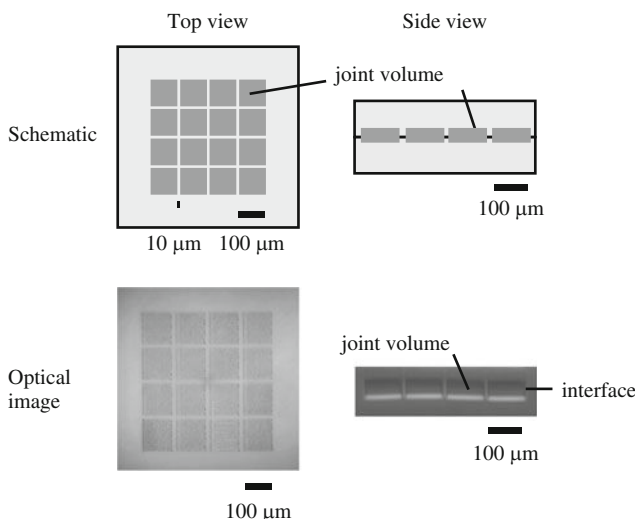 Top view
Side view
joint volume
Schematic
10 µm
100 µm
100 µm
joint volume
Optical
image
interface
100 µm
100 µm